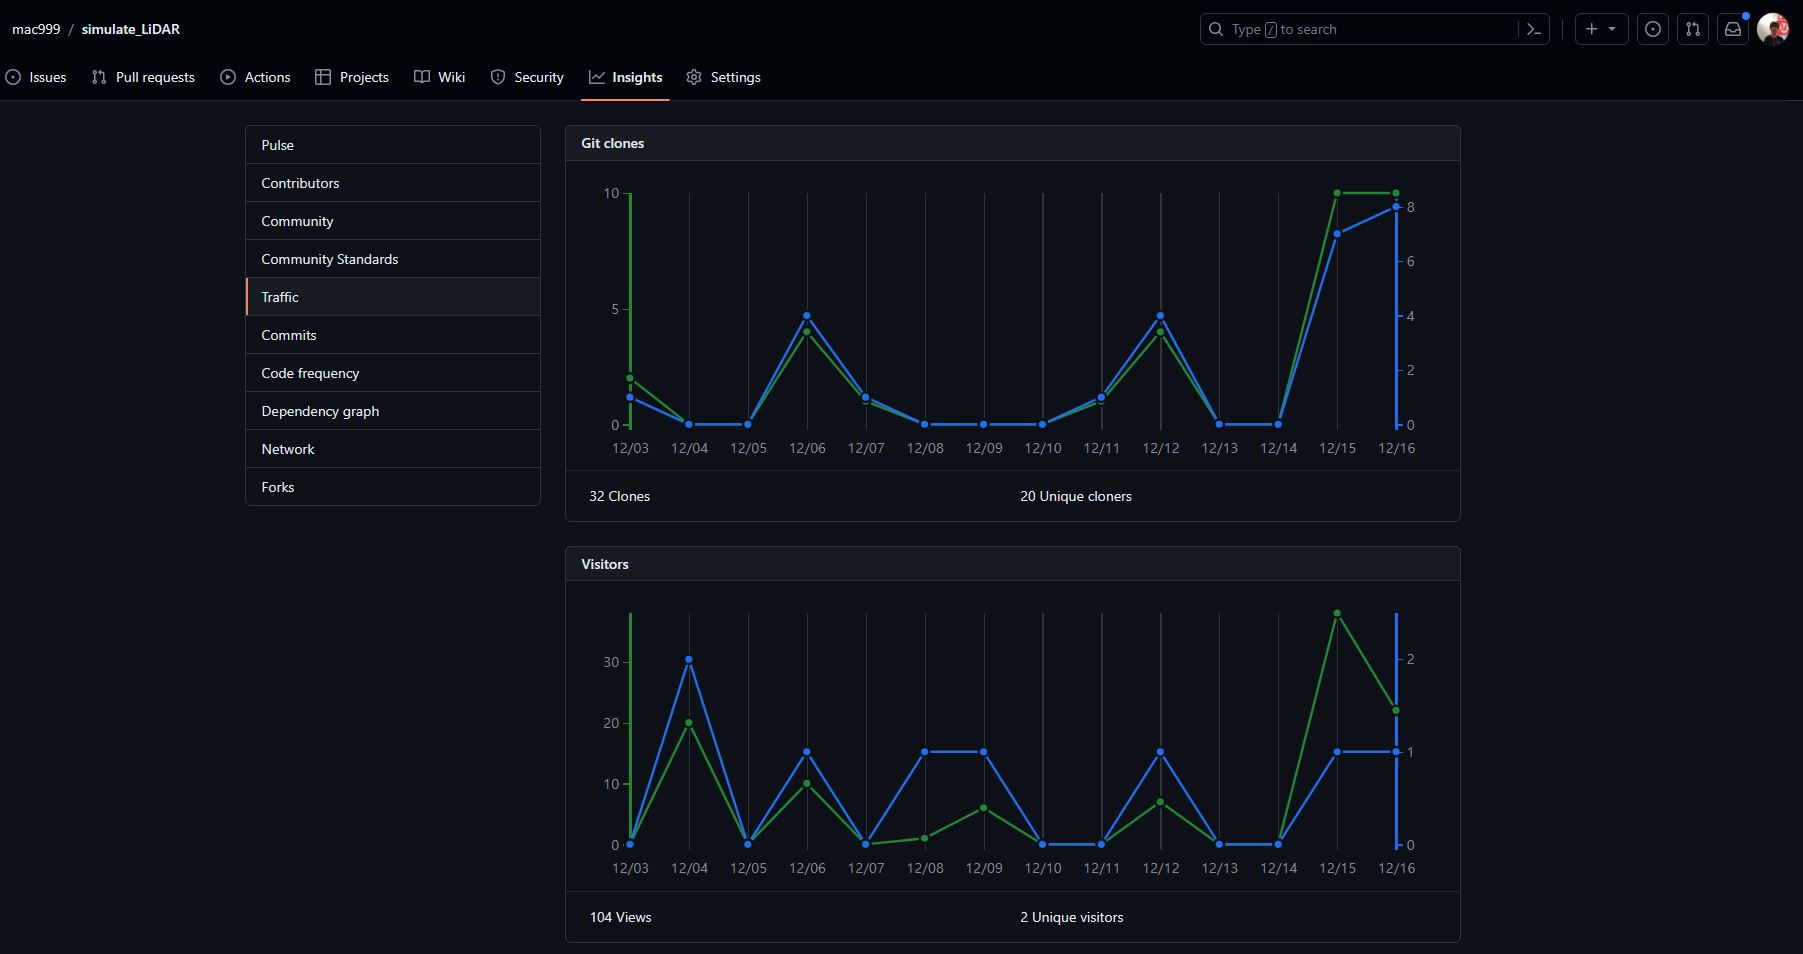 mac999 / simulate_LiDAR
Type / to search
Issues Pull requests Actions Projects Wiki Security Insights Settings
Pulse
Contributors
Community
Community Standards
Traffic
Commits
Code frequency
Dependency graph
Network
Forks
Git clones
10
5
0
8
6
4
2
0
12/03 12/04 12/05 12/06 12/07 12/08 12/09 12/10 12/11 12/12 12/13 12/14 12/15 12/16
32 Clones 20 Unique cloners
Visitors
30
20
10
0
2
1
0
12/03 12/04 12/05 12/06 12/07 12/08 12/09 12/10 12/11 12/12 12/13 12/14 12/15 12/16
104 Views 2 Unique visitors